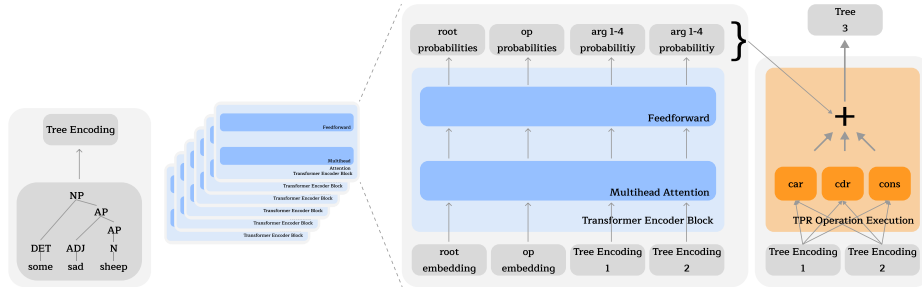 Tree Encoding
NP
AP
AP
DET ADJ N
some sad sheep
Feedforward
Multihead
Attention
Transformer Encoder Block
Transformer Encoder Block
Transformer Encoder Block
Transformer Encoder Block
Transformer Encoder Block
Transformer Encoder Block
root
probabilities
op
probabilities
arg 1-4
probabilitiy
arg 1-4
probabilitiy
}
Feedforward
Multihead Attention
Transformer Encoder Block
root
embedding
op
embedding
Tree Encoding
1
Tree Encoding
2
Tree
3
+
car cdr cons
TPR Operation Execution
Tree Encoding
1
Tree Encoding
2